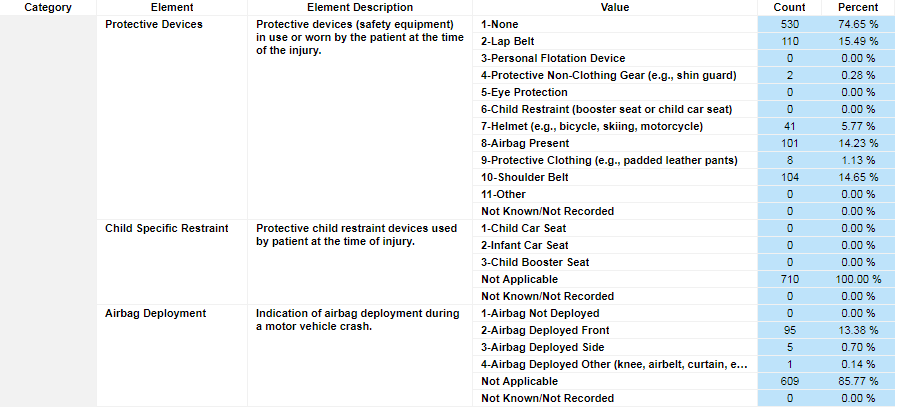 Category Element Element Description Value Count Percent
Protective Devices Protective devices (safety equipment) 1-None 530 74.65 %
in use or worn by the patient at the time 2-Lap Belt 110 15.49 %
of the injury. 3-Personal Flotation Device 0 0.00 %
4-Protective Non-Clothing Gear (e.g., shin guard) 2 0.28 %
5-Eye Protection 0 0.00 %
6-Child Restraint (booster seat or child car seat) 0 0.00 %
7-Helmet (e.g., bicycle, skiing, motorcycle) 41 5.77 %
8-Airbag Present 101 14.23 %
9-Protective Clothing (e.g., padded leather pants) 8 1.13 %
10-Shoulder Belt 104 14.65 %
11-Other 0 0.00 %
Not Known/Not Recorded 0 0.00 %
Child Specific Restraint Protective child restraint devices used 1-Child Car Seat 0 0.00 %
by patient at the time of injury. 2-Infant Car Seat 0 0.00 %
3-Child Booster Seat 0 0.00 %
Not Applicable 710 100.00 %
Not Known/Not Recorded 0 0.00 %
Airbag Deployment Indication of airbag deployment during 1-Airbag Not Deployed 0 0.00 %
a motor vehicle crash. 2-Airbag Deployed Front 95 13.38 %
3-Airbag Deployed Side 5 0.70 %
4-Airbag Deployed Other (knee, airbelt, curtain, e... 1 0.14 %
Not Applicable 609 85.77 %
Not Known/Not Recorded 0 0.00 %